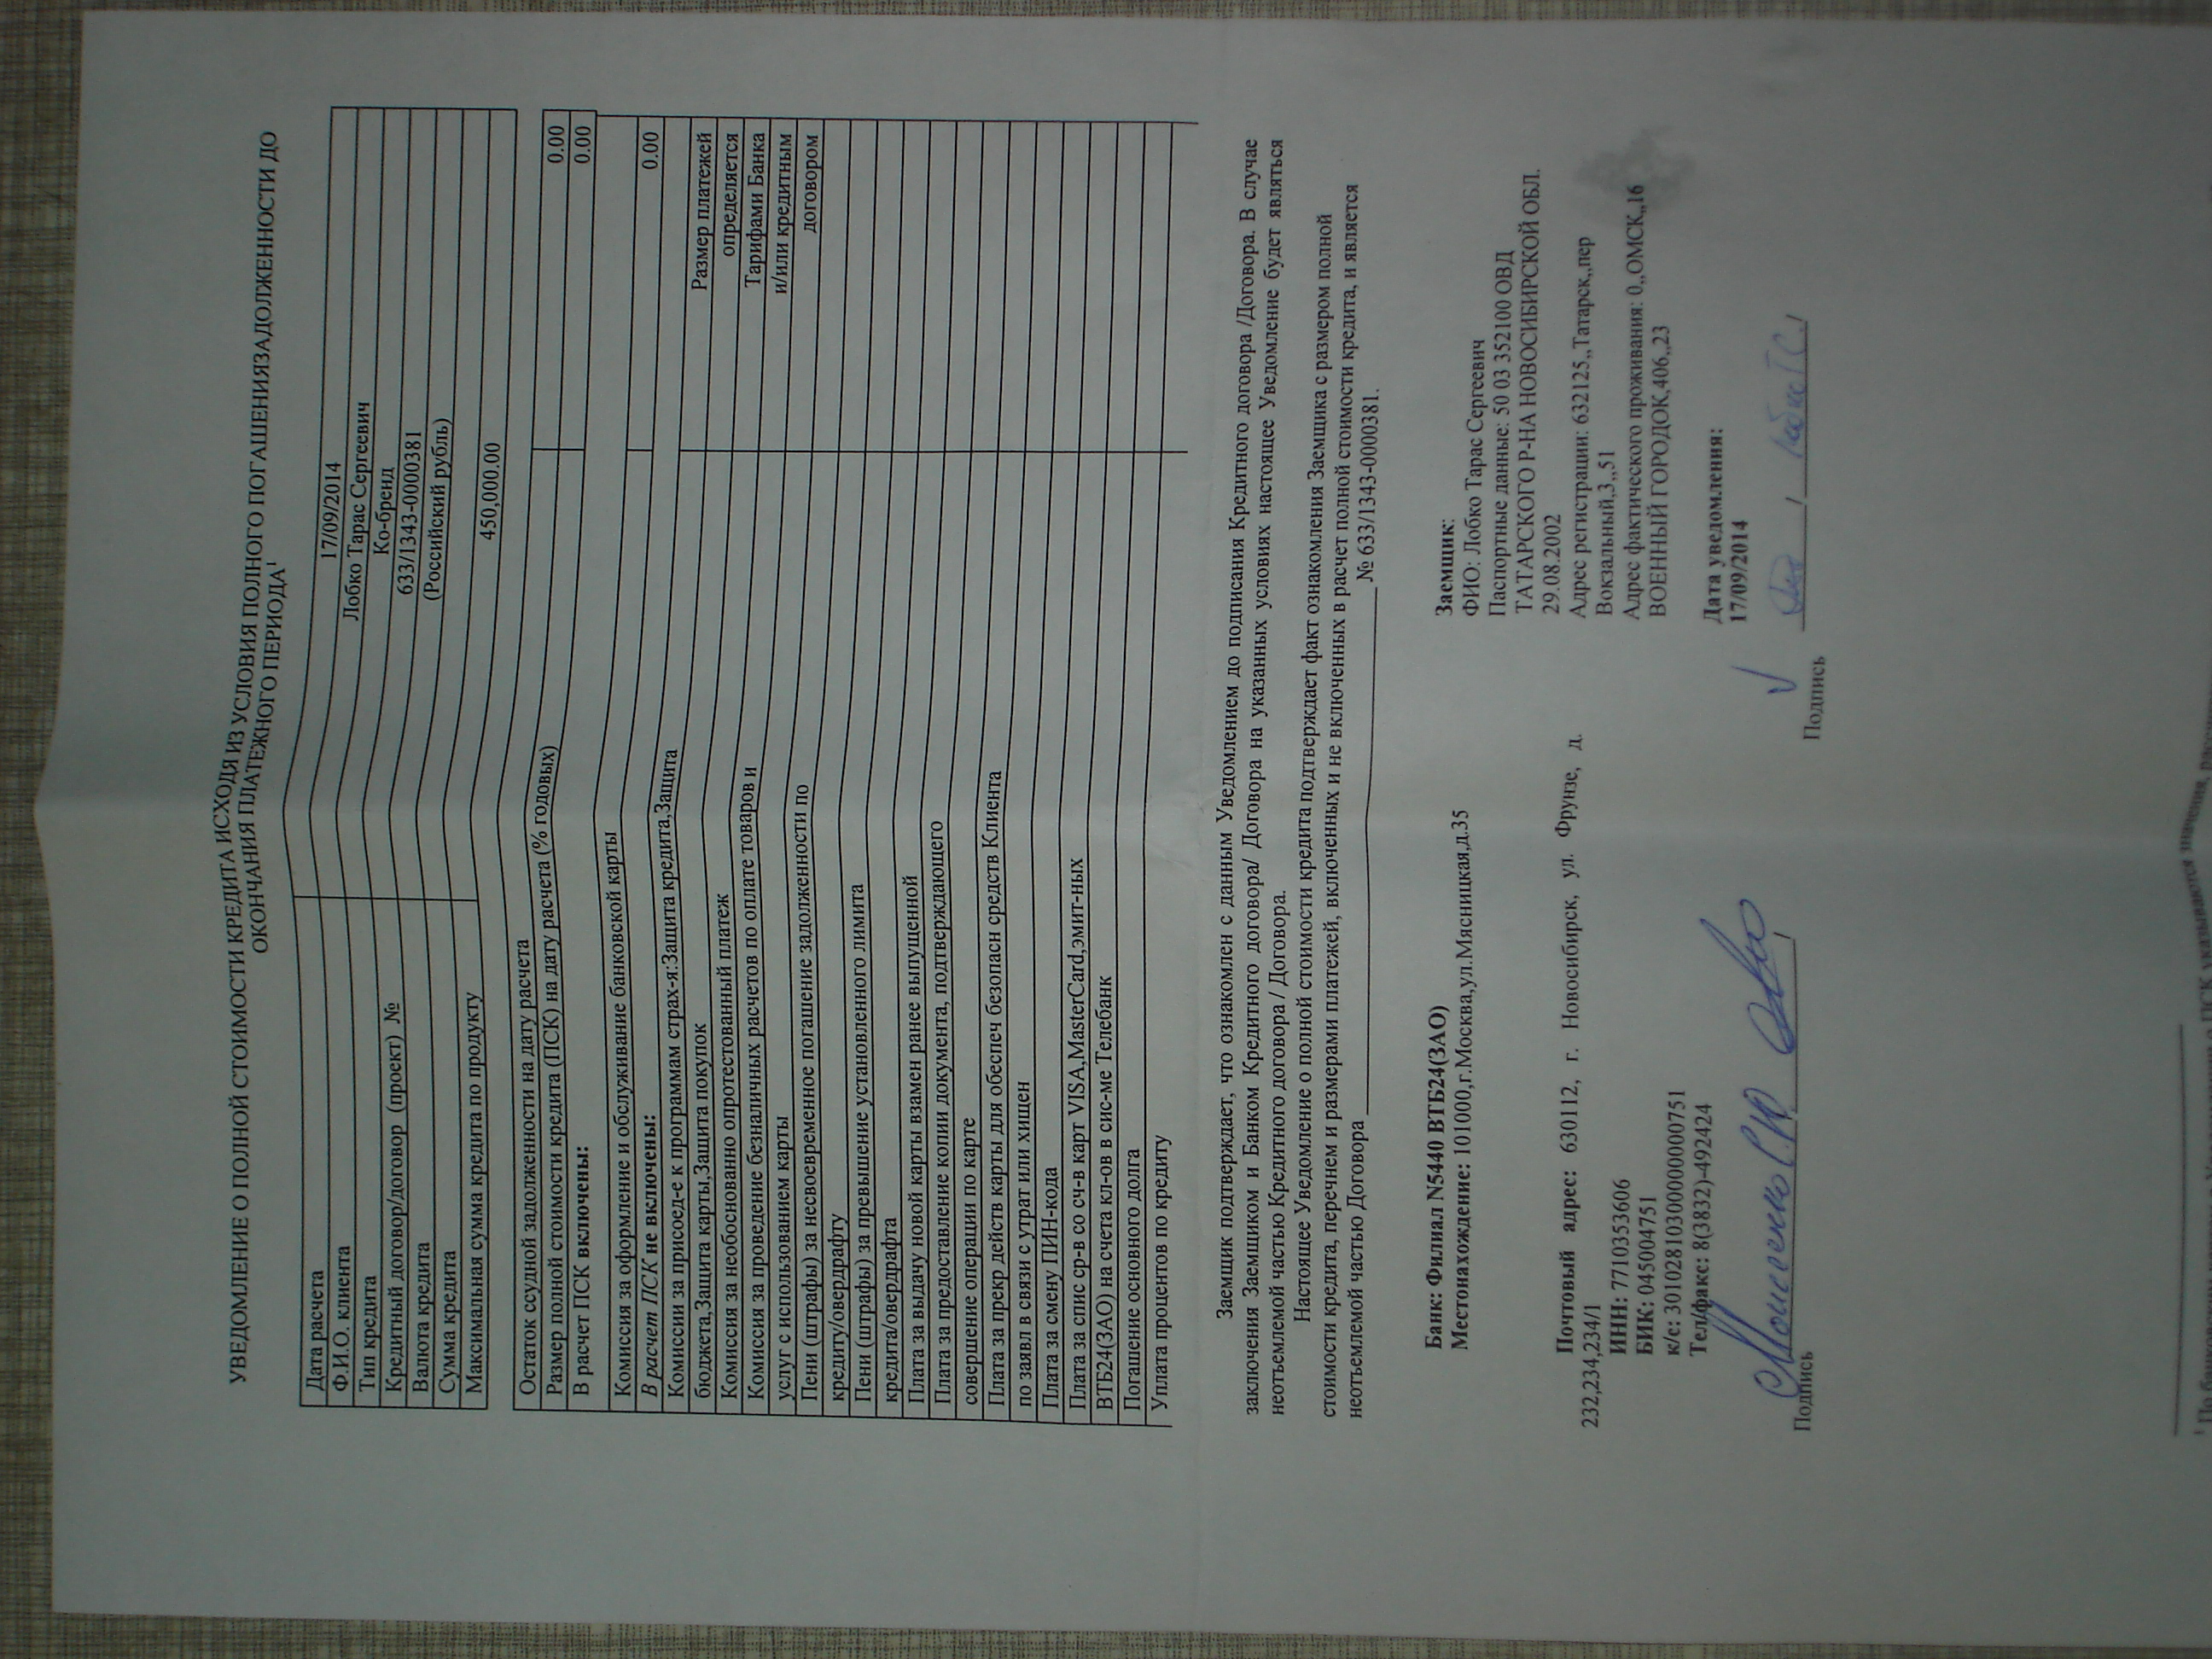 УВЕДОМЛЕНИЕ О ПОЛНОЙ СТОИМОСТИ КРЕДИТА ИСХОДЯ ИЗ УСЛОВИЯ ПОЛНОГО ПОГАШЕНИЯЗАДОЛЖЕННОСТИ ДО
ОКОНЧАНИЯ ПЛАТЕЖНОГО ПЕРИОДА1
Дата расчета 17/09/2014
Ф.И.О. клиента Лобко Тарас Сергеевич
Тип кредита Ко-бренд
Кредитный договор/договор (проект) № 633/1343-0000381
Валюта кредита (Российский рубль)
Сумма кредита
Максимальная сумма кредита по продукту 450,000.00
Остаток ссудной задолженности на дату расчета 0.00
Размер полной стоимости кредита (ПСК) на дату расчета (% годовых) 0.00
В расчет ПСК включены:
Комиссия за оформление и обслуживание банковской карты 0.00
В расчет ПСК не включены:
Комиссии за присоед-е к программам страх-я:Защита кредита,Защита Размер платежей
бюджета,Защита карты,Защита покупок определяется
Комиссия за необоснованно опротестованный платеж Тарифами Банка
Комиссия за проведение безналичных расчетов по оплате товаров и и/или кредитным
услуг с использованием карты договором
Пени (штрафы) за несвоевременное погашение задолженности по
кредиту/овердрафту
Пени (штрафы) за превышение установленного лимита
кредита/овердрафта
Плата за выдачу новой карты взамен ранее выпущенной
Плата за предоставление копии документа, подтверждающего
совершение операции по карте
Плата за прекр действ карты для обеспеч безопасн средств Клиента
по заявл в связи с утрат или хищен
Плата за смену ПИН-кода
Плата за спис ср-в со сч-в карт VISA,MasterCard,эмит-ных
ВТБ24(ЗАО) на счета кл-ов в сис-ме Телебанк
Погашение основного долга
Уплата процентов по кредиту
Заемщик подтверждает, что ознакомлен с данным Уведомлением до подписания Кредитного договора /Договора. В случае
заключения Заемщиком и Банком Кредитного договора/ Договора на указанных условиях настоящее Уведомление будет являться
неотъемлемой частью Кредитного договора / Договора.
Настоящее Уведомление о полной стоимости кредита подтверждает факт ознакомления Заемщика с размером полной
стоимости кредита, перечнем и размерами платежей, включенных и не включенных в расчет полной стоимости кредита, и является
неотъемлемой частью Договора № 633/1343-0000381.
Банк: Филиал N5440 ВТБ24(ЗАО)
Местонахождение: 101000,г.Москва,ул.Мясницкая,д.35
Почтовый адрес: 630112, г. Новосибирск, ул. Фрунзе, д.
232,234,234/1
ИНН: 7710353606
БИК: 045004751
к/с: 30102810300000000751
Тел/факс: 8(3832)-492424
Подпись
Заемщик:
ФИО: Лобко Тарас Сергеевич
Паспортные данные: 50 03 352100 ОВД
ТАТАРСКОГО Р-НА НОВОСИБИРСКОЙ ОБЛ.
29.08.2002
Адрес регистрации: 632125,,Татарск,,пер
Вокзальный,3,,51
Адрес фактического проживания: 0,,ОМСК,,16
ВОЕННЫЙ ГОРОДОК,406,,23
Дата уведомления:
17/09/2014
Лобко Т.С.
Подпись